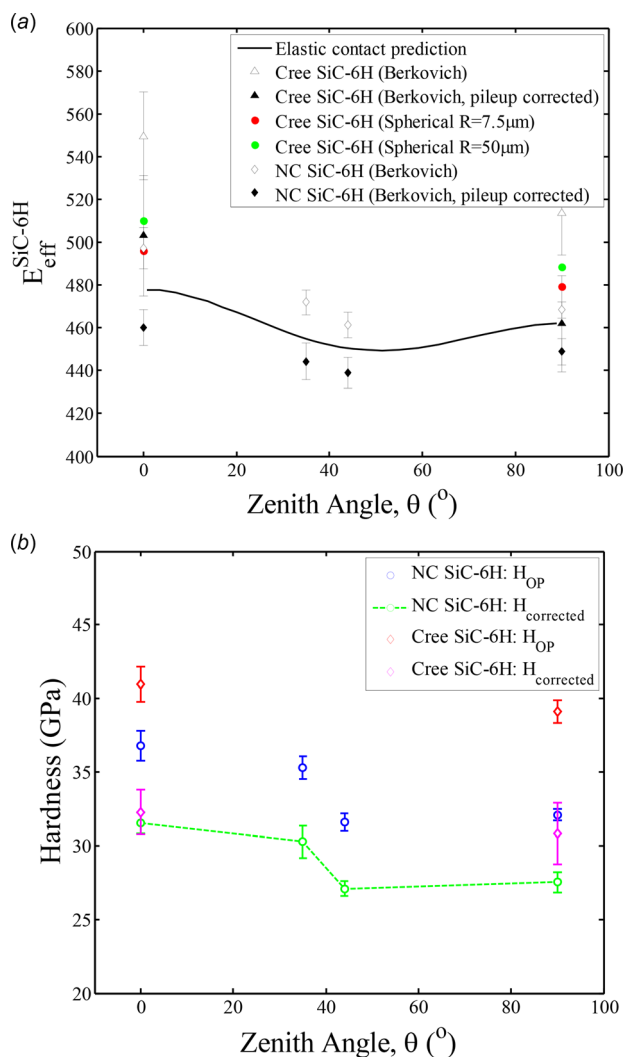 (a)
600
580
560
540
520
500
480
460
440
420
400
E_eff^SiC-6H
Elastic contact prediction
Cree SiC-6H (Berkovich)
Cree SiC-6H (Berkovich, pileup corrected)
Cree SiC-6H (Spherical R=7.5μm)
Cree SiC-6H (Spherical R=50μm)
NC SiC-6H (Berkovich)
NC SiC-6H (Berkovich, pileup corrected)
0 20 40 60 80 100
Zenith Angle, θ (°)
(b)
50
45
40
35
30
25
20
Hardness (GPa)
NC SiC-6H: H_OP
NC SiC-6H: H_corrected
Cree SiC-6H: H_OP
Cree SiC-6H: H_corrected
0 20 40 60 80 100
Zenith Angle, θ (°)